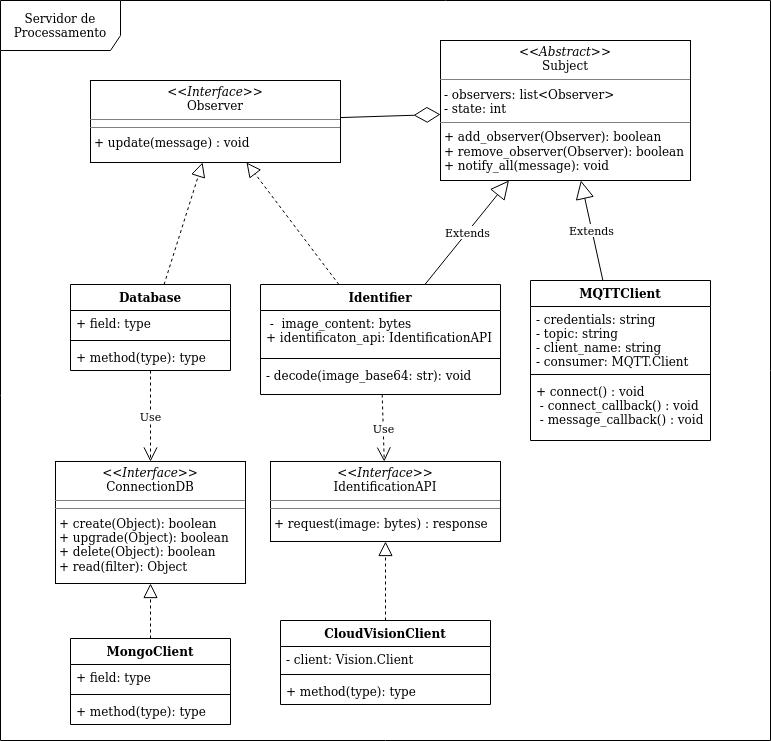 Servidor de
Processamento
<<Interface>>
Observer
+ update(message) : void
<<Abstract>>
Subject
- observers: list<Observer>
- state: int
+ add_observer(Observer): boolean
+ remove_observer(Observer): boolean
+ notify_all(message): void
Extends
Extends
Database
+ field: type
+ method(type): type
Identifier
- image_content: bytes
+ identificaton_api: IdentificationAPI
- decode(image_base64: str): void
MQTTClient
- credentials: string
- topic: string
- client_name: string
- consumer: MQTT.Client
+ connect() : void
- connect_callback() : void
- message_callback() : void
Use
Use
<<Interface>>
ConnectionDB
+ create(Object): boolean
+ upgrade(Object): boolean
+ delete(Object): boolean
+ read(filter): Object
<<Interface>>
IdentificationAPI
+ request(image: bytes) : response
MongoClient
+ field: type
+ method(type): type
CloudVisionClient
- client: Vision.Client
+ method(type): type